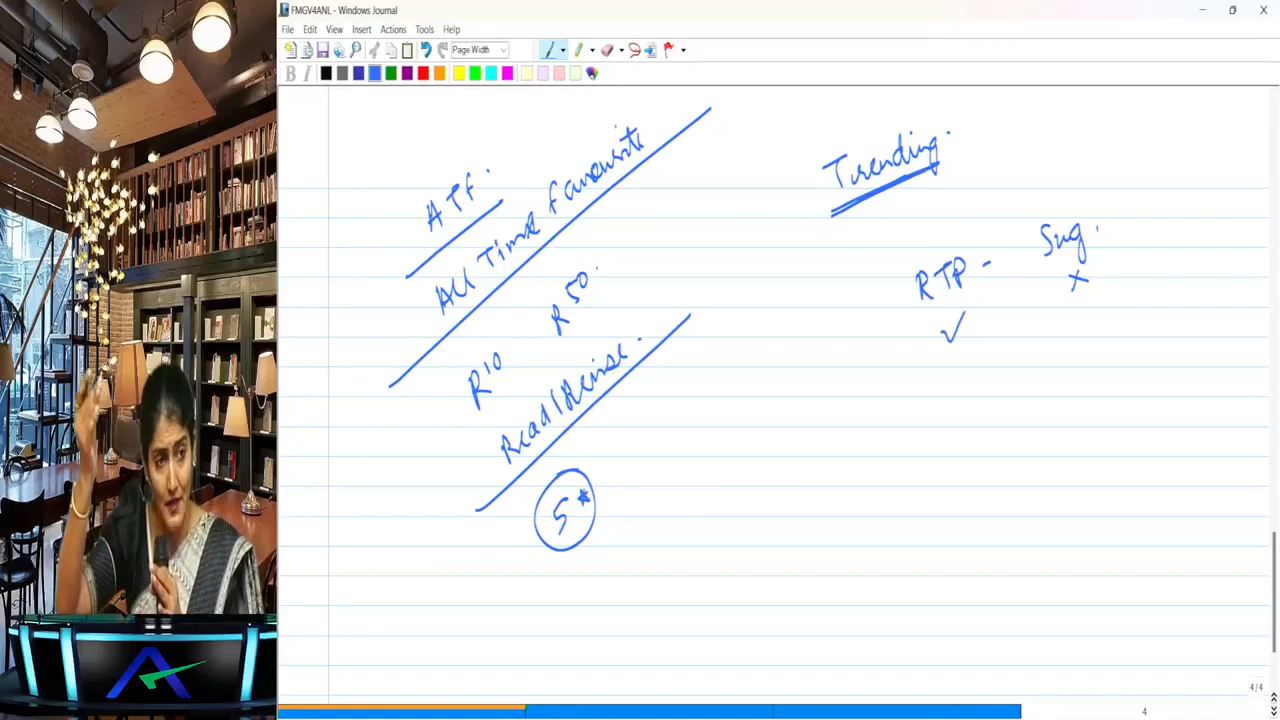 FMGV4ANL - Windows Journal
File Edit View Insert Actions Tools Help
Page Width
B I
ATF.
All Time favourite
R10 R50.
Read/Revise.
5*
Trending.
RTP - Sug.
✓ x
4/4
4